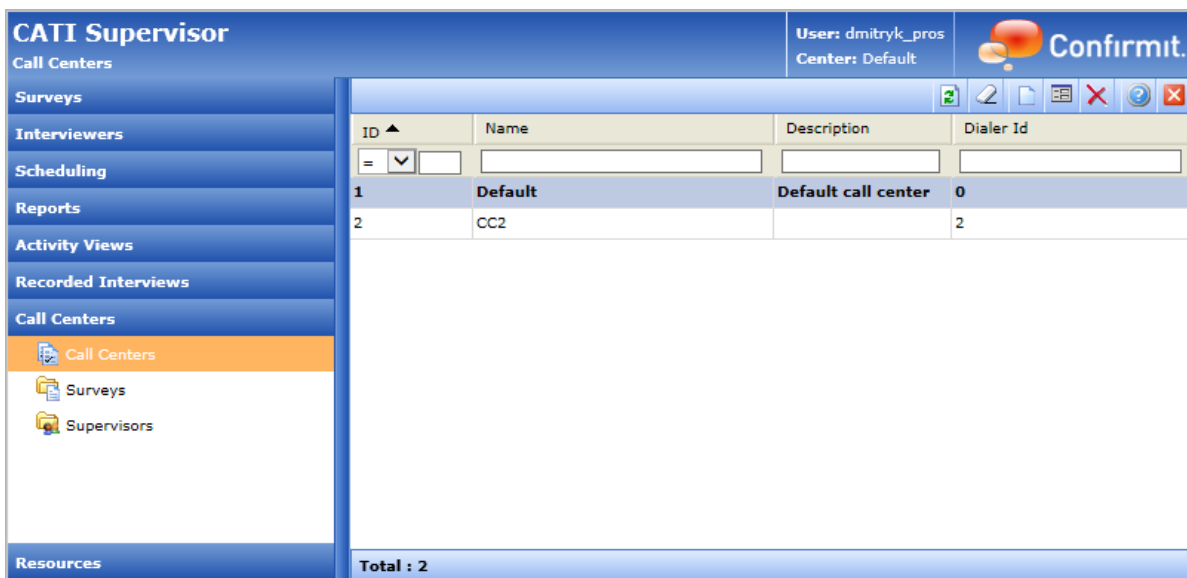 CATI Supervisor
Call Centers
User: dmitryk_pros
Center: Default
Confirmit.
Surveys
Interviewers
Scheduling
Reports
Activity Views
Recorded Interviews
Call Centers
Call Centers
Surveys
Supervisors
Resources
ID Name Description Dialer Id
=
1 Default Default call center 0
2 CC2 2
Total : 2